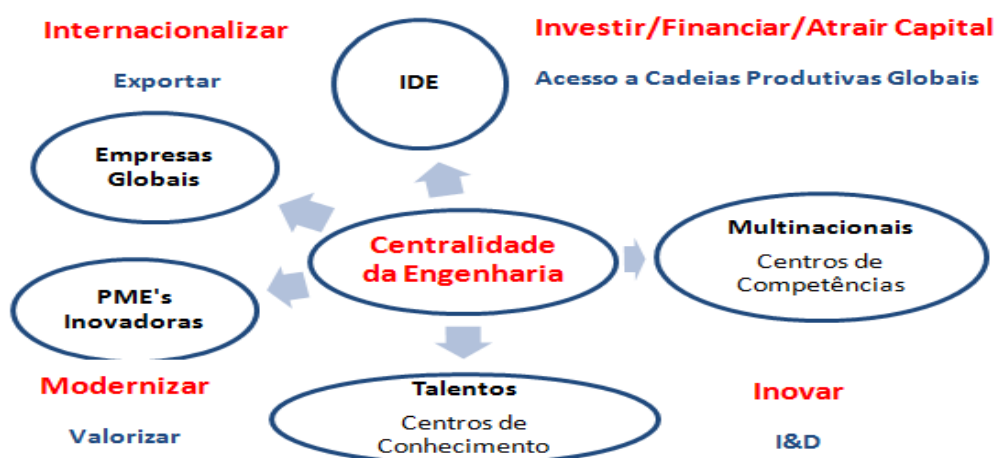 Internacionalizar
Exportar
IDE
Investir/Financiar/Atrair Capital
Acesso a Cadeias Produtivas Globais
Empresas
Globais
Centralidade
da Engenharia
Multinacionais
Centros de
Competências
PME's
Inovadoras
Modernizar
Valorizar
Talentos
Centros de
Conhecimento
Inovar
I&D